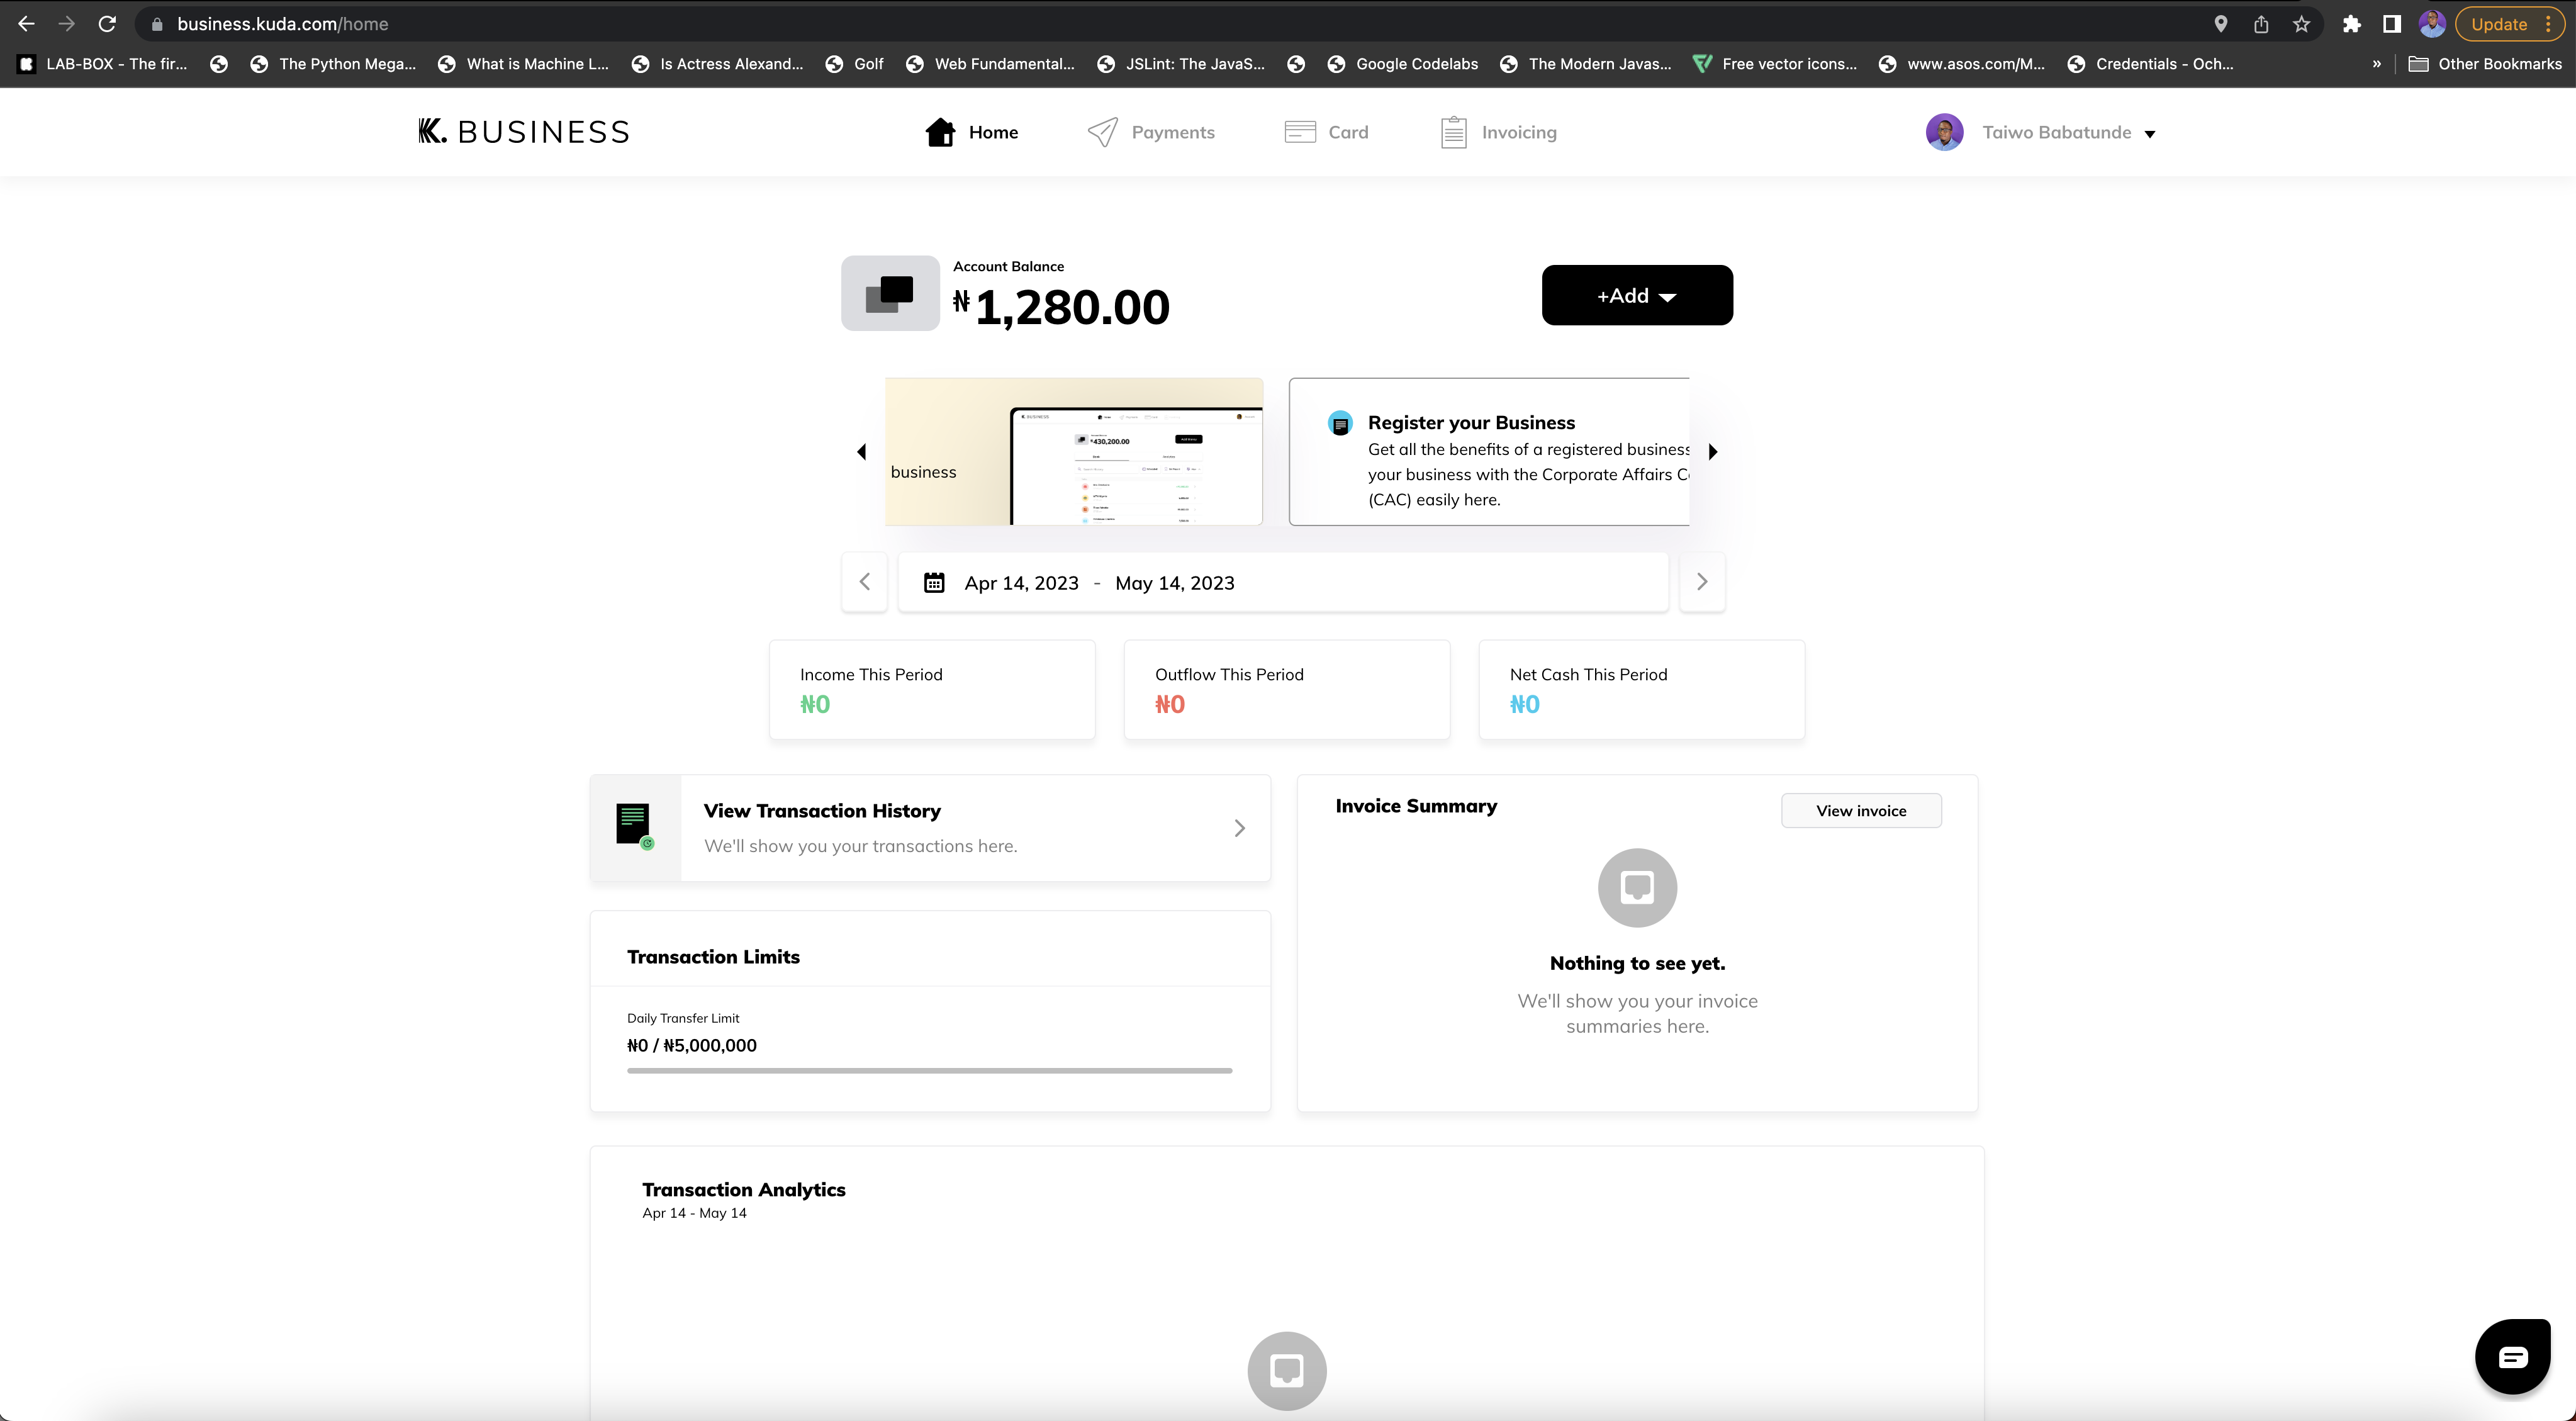 business.kuda.com/home
Update
LAB-BOX - The fir...
The Python Mega...
What is Machine L...
Is Actress Alexand...
Golf
Web Fundamental...
JSLint: The JavaS...
Google Codelabs
The Modern Javas...
Free vector icons...
www.asos.com/M...
Credentials - Och...
»
Other Bookmarks
K. BUSINESS
Home
Payments
Card
Invoicing
Taiwo Babatunde
Account Balance
₦1,280.00
+Add
business
BUSINESS
₦430,200.00
Register your Business
Get all the benefits of a registered business
your business with the Corporate Affairs C
(CAC) easily here.
Apr 14, 2023 - May 14, 2023
Income This Period
₦0
Outflow This Period
₦0
Net Cash This Period
₦0
View Transaction History
We'll show you your transactions here.
Invoice Summary
View invoice
Nothing to see yet.
We'll show you your invoice
summaries here.
Transaction Limits
Daily Transfer Limit
₦0 / ₦5,000,000
Transaction Analytics
Apr 14 - May 14